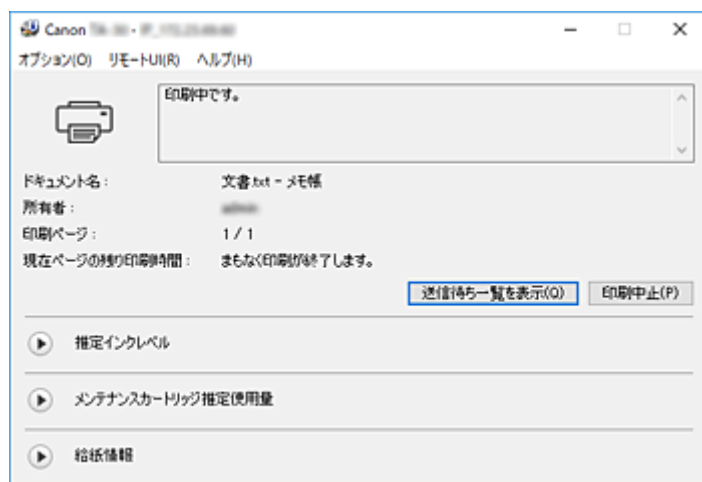 Canon
オプション(O) リモートUI(R) ヘルプ(H)
印刷中です。
ドキュメント名： 文書.txt - メモ帳
所有者：
印刷ページ： 1 / 1
現在ページの残り印刷時間： まもなく印刷が終了します。
送信待ち一覧を表示(Q) 印刷中止(P)
推定インクレベル
メンテナンスカートリッジ推定使用量
給紙情報